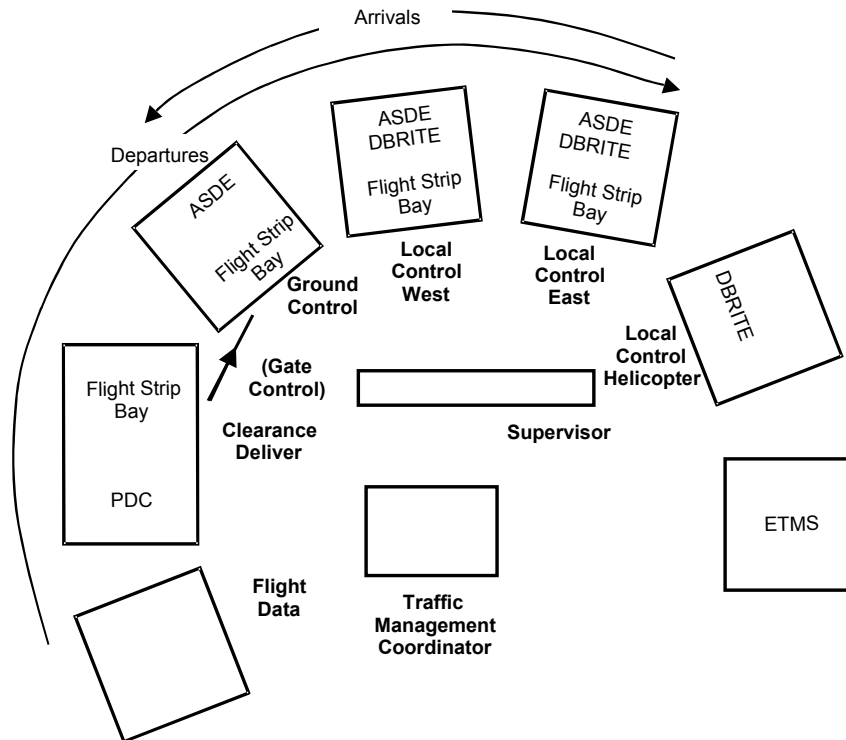 Arrivals
Departures
ASDE
Flight Strip
Bay
Ground
Control
ASDE
DBRITE
Flight Strip
Bay
Local
Control
West
ASDE
DBRITE
Flight Strip
Bay
Local
Control
East
DBRITE
Local
Control
Helicopter
(Gate
Control)
Flight Strip
Bay
PDC
Clearance
Deliver
Supervisor
ETMS
Flight
Data
Traffic
Management
Coordinator